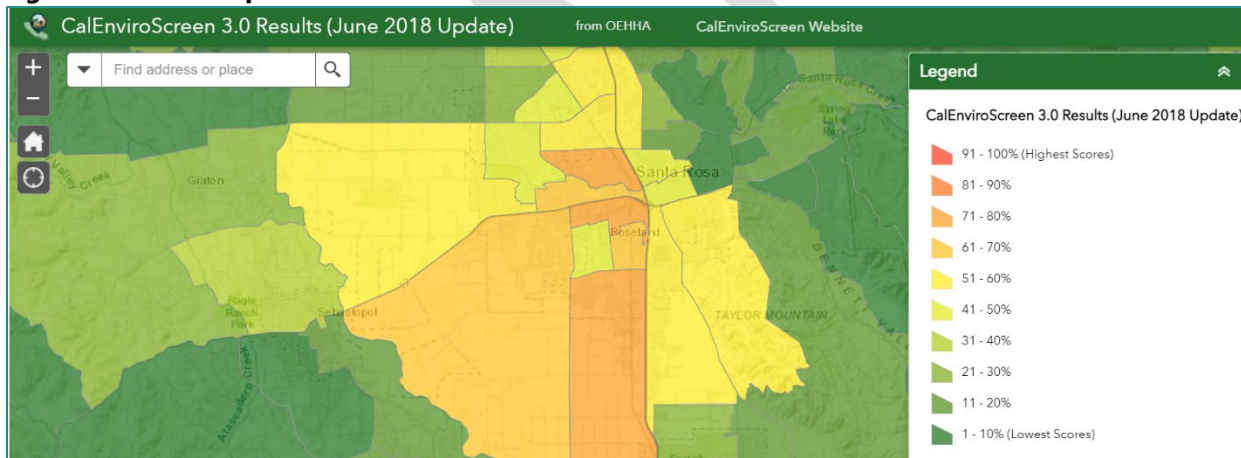 CalEnviroScreen 3.0 Results (June 2018 Update)
from OEHHA
CalEnviroScreen Website
Find address or place
Legend
CalEnviroScreen 3.0 Results (June 2018 Update)
91 - 100% (Highest Scores)
81 - 90%
71 - 80%
61 - 70%
51 - 60%
41 - 50%
31 - 40%
21 - 30%
11 - 20%
1 - 10% (Lowest Scores)
Santa Rosa Creek
Spring
Lake
Park
Valley Creek
Graton
Santa Rosa
Roseland
Ragle
Ranch
Park
Sebastopol
TAYLOR MOUNTAIN
Atascadero Creek